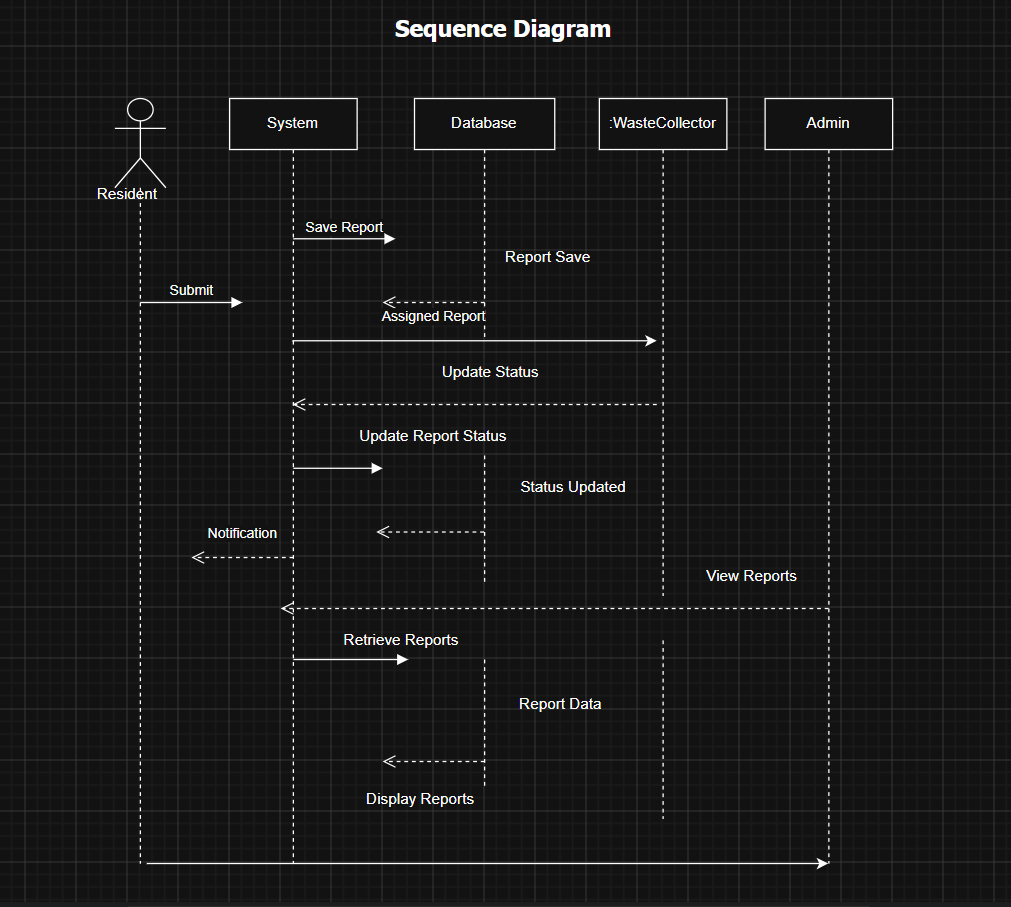 Sequence Diagram
System
Database
:WasteCollector
Admin
Resident
Save Report
Report Save
Submit
Assigned Report
Update Status
Update Report Status
Status Updated
Notification
View Reports
Retrieve Reports
Report Data
Display Reports